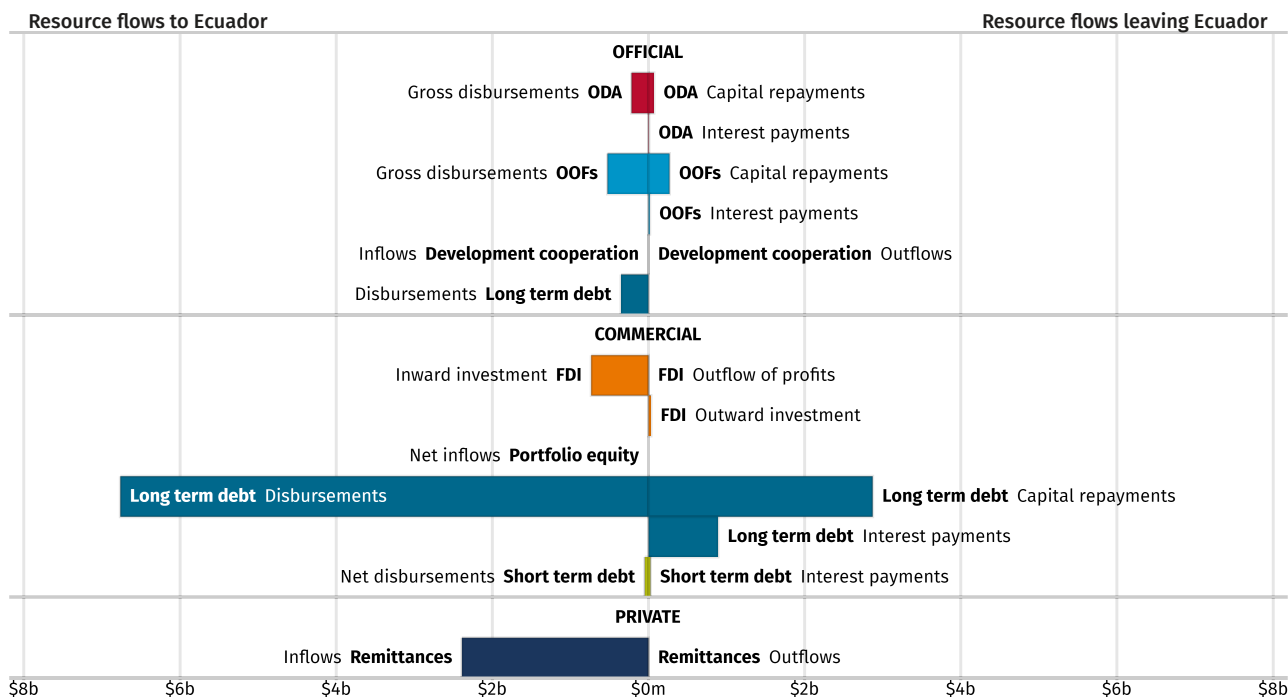 Resource flows to Ecuador Resource flows leaving Ecuador
OFFICIAL
Gross disbursements ODA ODA Capital repayments
ODA Interest payments
Gross disbursements OOFs OOFs Capital repayments
OOFs Interest payments
Inflows Development cooperation Development cooperation Outflows
Disbursements Long term debt
COMMERCIAL
Inward investment FDI FDI Outflow of profits
FDI Outward investment
Net inflows Portfolio equity
Long term debt Disbursements Long term debt Capital repayments
Long term debt Interest payments
Net disbursements Short term debt Short term debt Interest payments
PRIVATE
Inflows Remittances Remittances Outflows
$8b $6b $4b $2b $0m $2b $4b $6b $8b